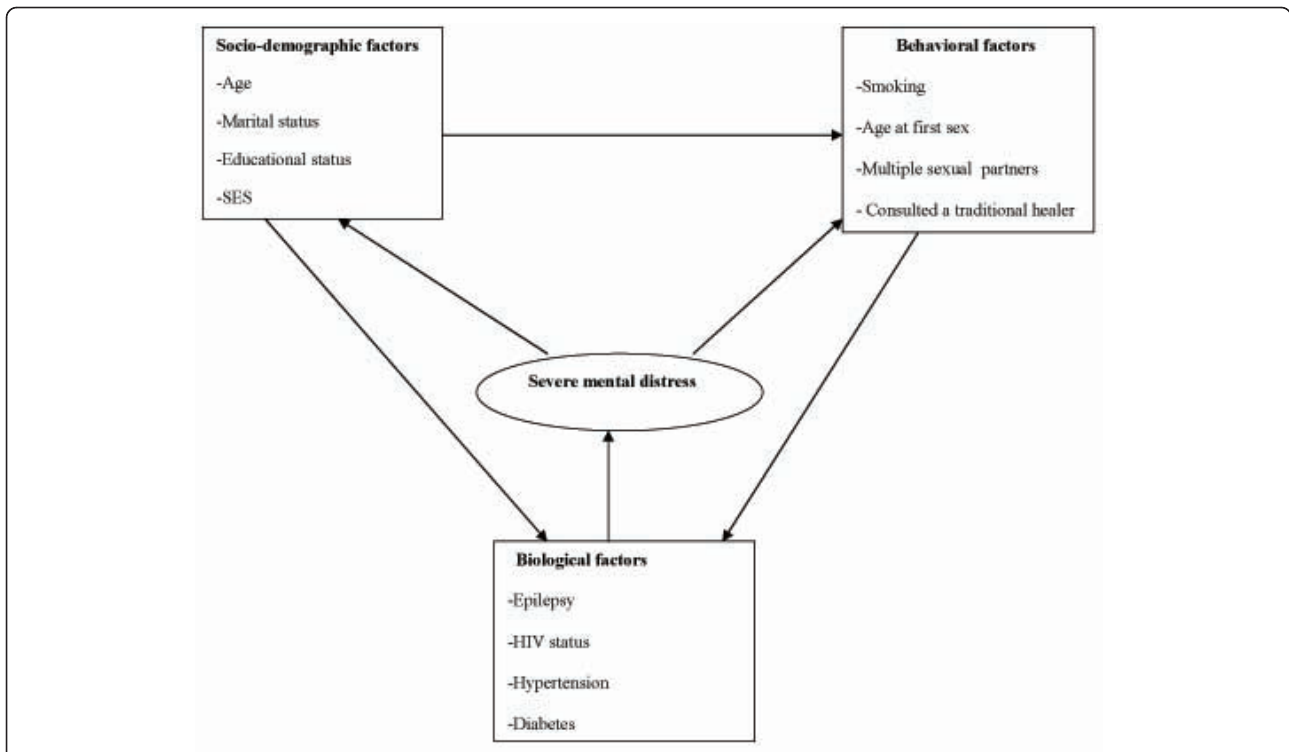 Socio-demographic factors
-Age
-Marital status
-Educational status
-SES
Behavioral factors
-Smoking
-Age at first sex
-Multiple sexual partners
- Consulted a traditional healer
Severe mental distress
Biological factors
-Epilepsy
-HIV status
-Hypertension
-Diabetes